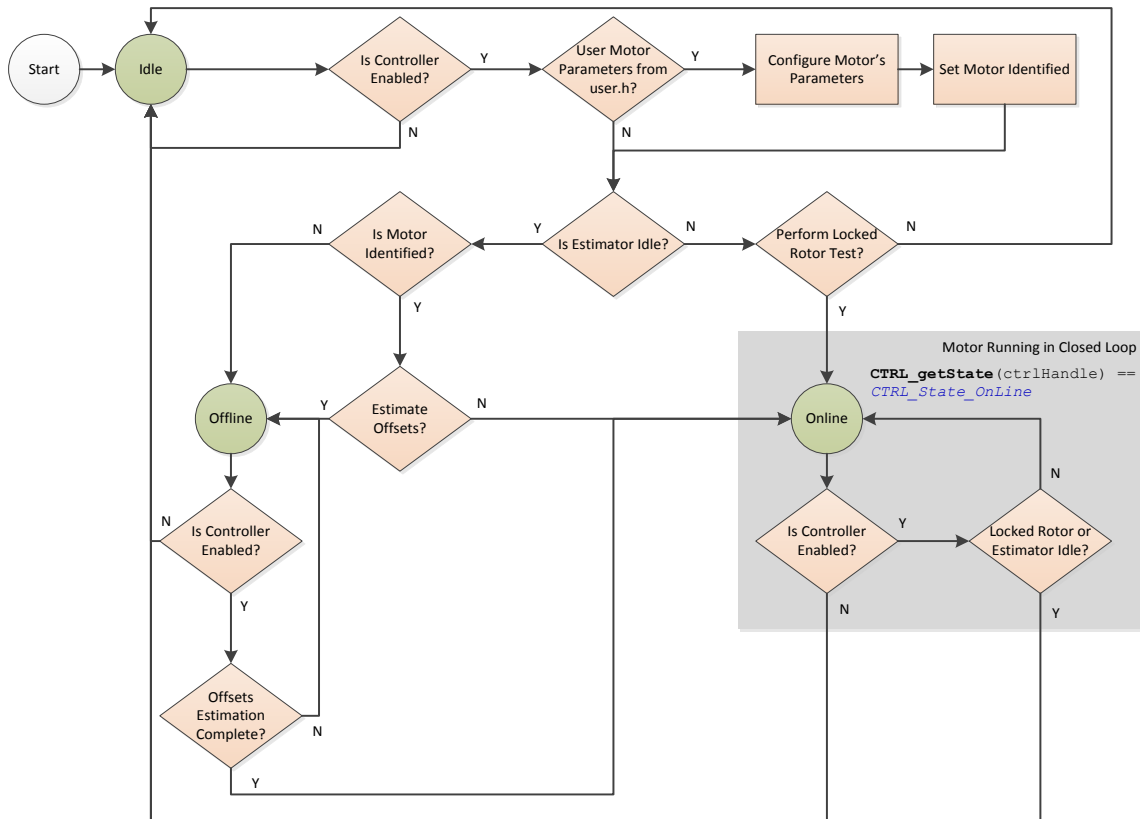 Start
Idle
Is Controller
Enabled?
Y
N
User Motor
Parameters from
user.h?
Y
N
Configure Motor's
Parameters
Set Motor Identified
N
Is Motor
Identified?
Y
Y
Is Estimator Idle?
N
Perform Locked
Rotor Test?
N
Y
Motor Running in Closed Loop
CTRL_getState(ctrlHandle) ==
CTRL_State_OnLine
Offline
Y
Estimate
Offsets?
N
Online
N
N
Is Controller
Enabled?
Y
Is Controller
Enabled?
Y
N
Locked Rotor or
Estimator Idle?
Y
Offsets
Estimation
Complete?
N
Y